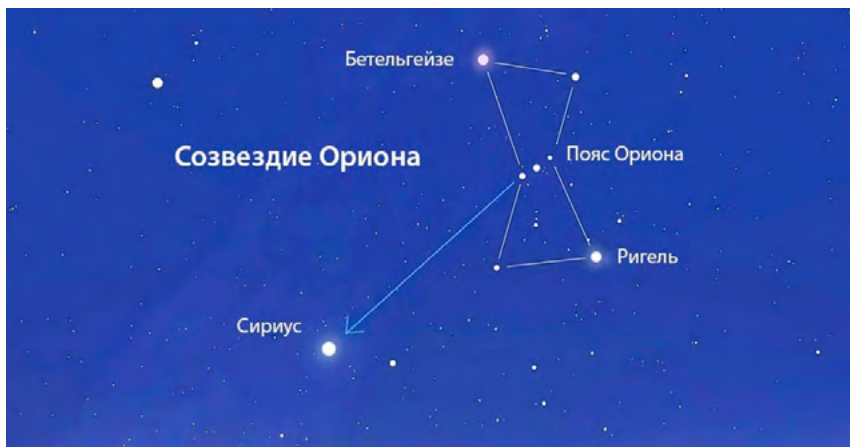 Бетельгейзе
Созвездие Ориона
Пояс Ориона
Ригель
Сириус